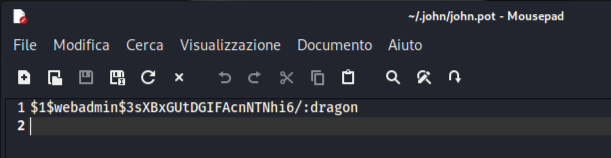 ~/.john/john.pot - Mousepad
File Modifica Cerca Visualizzazione Documento Aiuto
1 $1$webadmin$3sXBxGUtDGIFAcnNTNhi6/:dragon
2